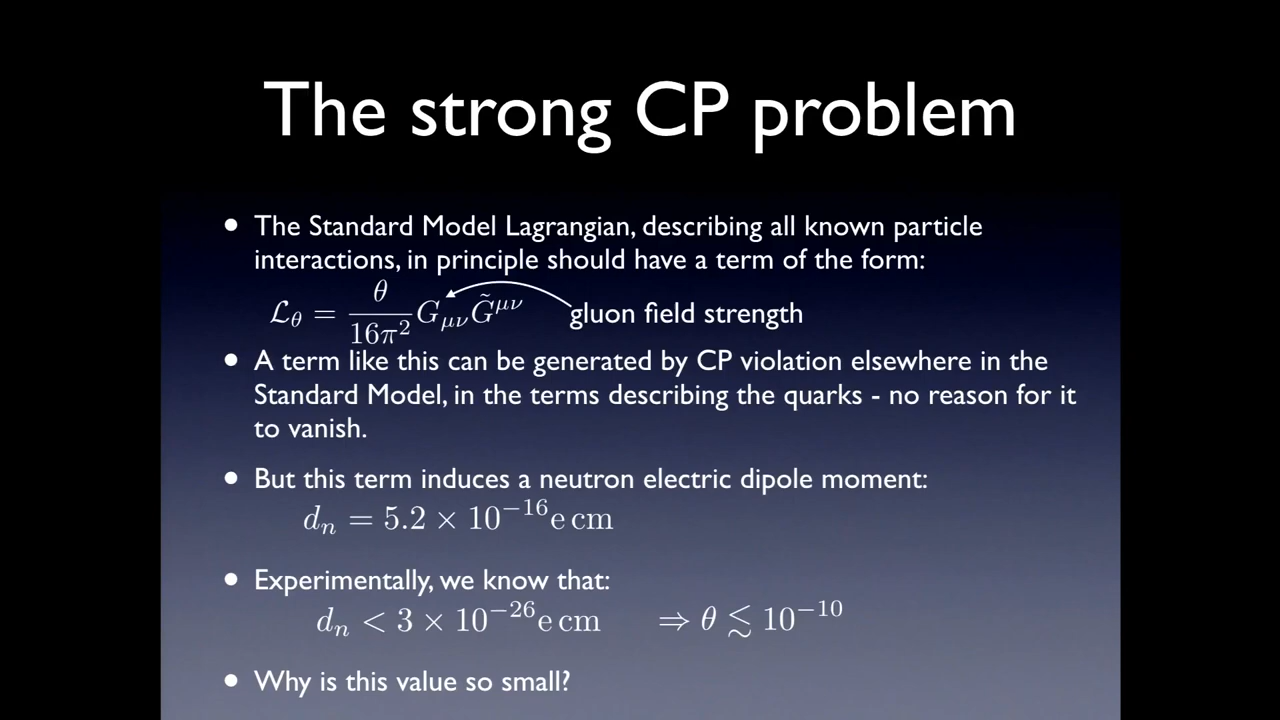 The strong CP problem
• The Standard Model Lagrangian, describing all known particle
interactions, in principle should have a term of the form:
ℒ_θ = θ/16π² G_μν G̃^μν gluon field strength
• A term like this can be generated by CP violation elsewhere in the
Standard Model, in the terms describing the quarks - no reason for it
to vanish.
• But this term induces a neutron electric dipole moment:
d_n = 5.2 × 10⁻¹⁶ e cm
• Experimentally, we know that:
d_n < 3 × 10⁻²⁶ e cm ⇒ θ ≲ 10⁻¹⁰
• Why is this value so small?